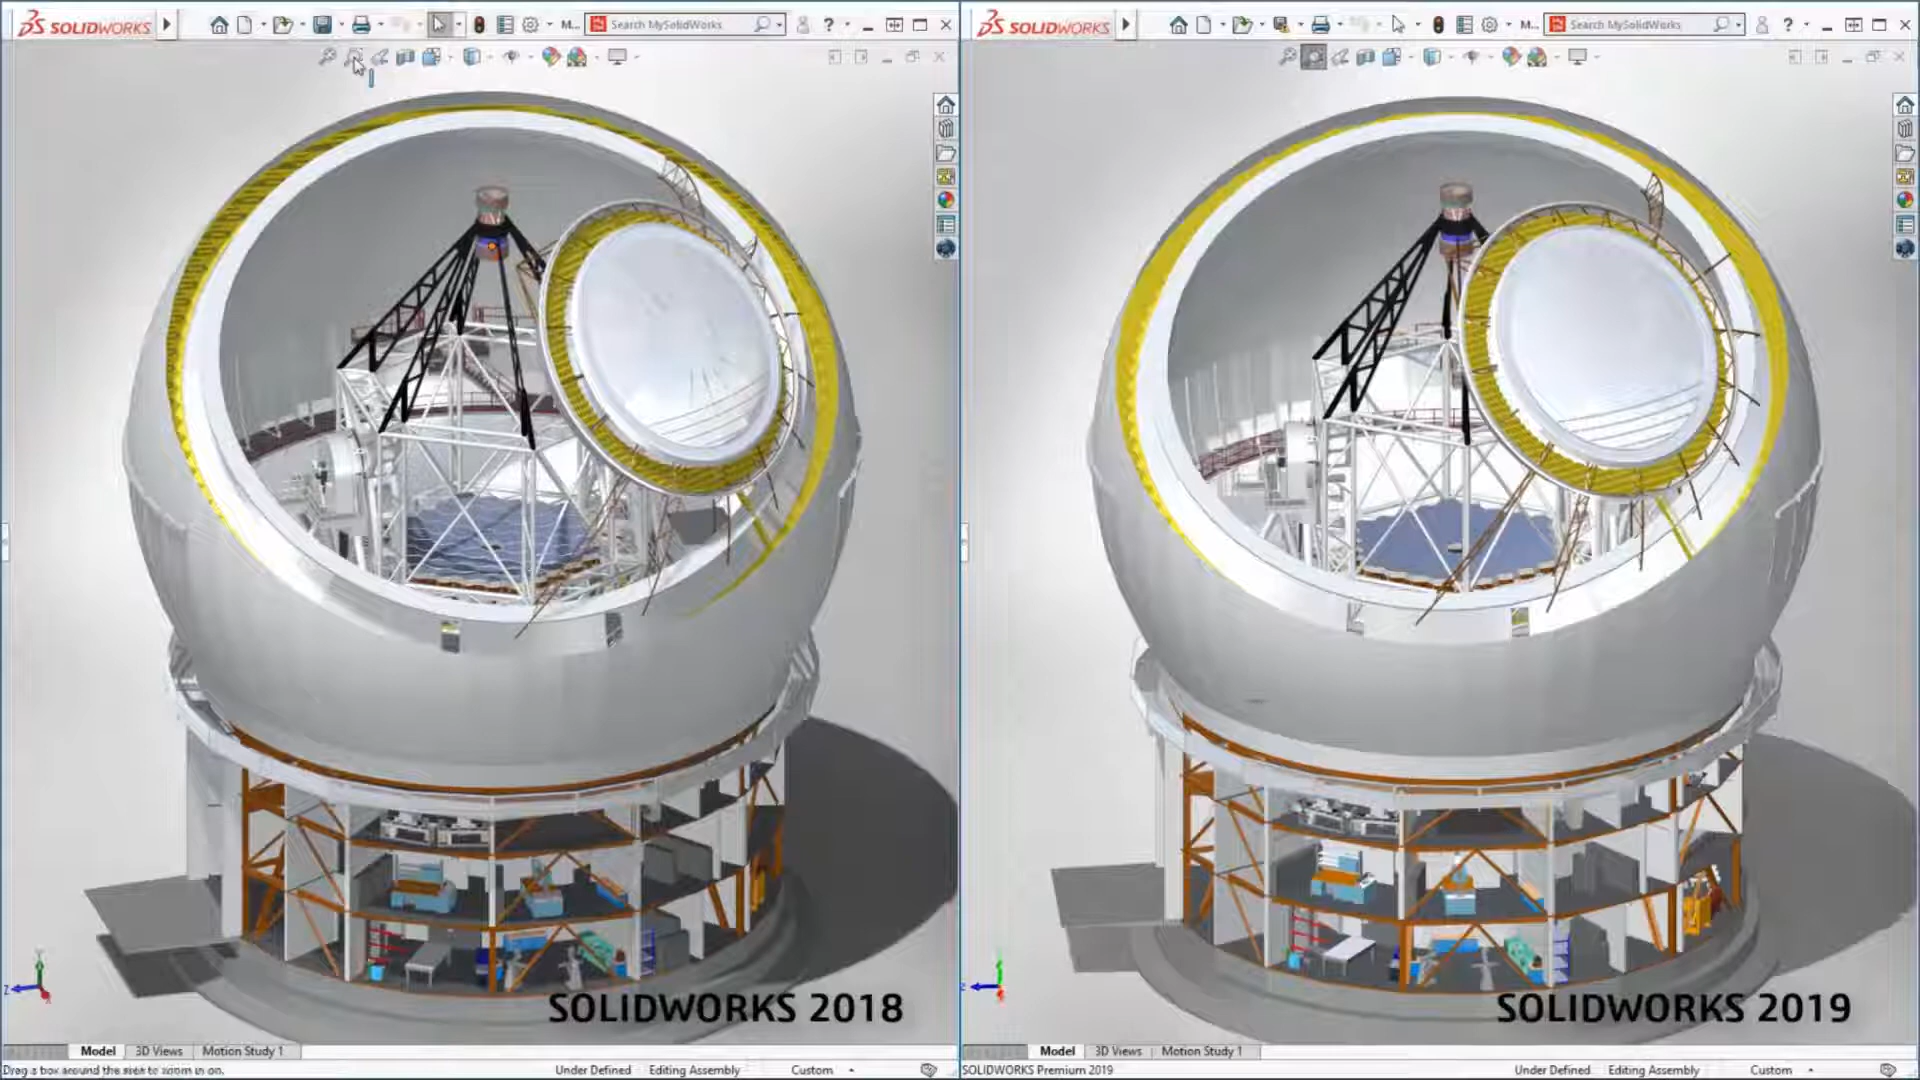 SOLIDWORKS
M...
Search MySolidWorks
?
SOLIDWORKS
M...
Search MySolidWorks
?
SOLIDWORKS 2018
SOLIDWORKS 2019
Model
3D Views
Motion Study 1
Model
3D Views
Motion Study 1
Drag a box around the area to zoom in on.
Under Defined
Editing Assembly
Custom
SOLIDWORKS Premium 2019
Under Defined
Editing Assembly
Custom